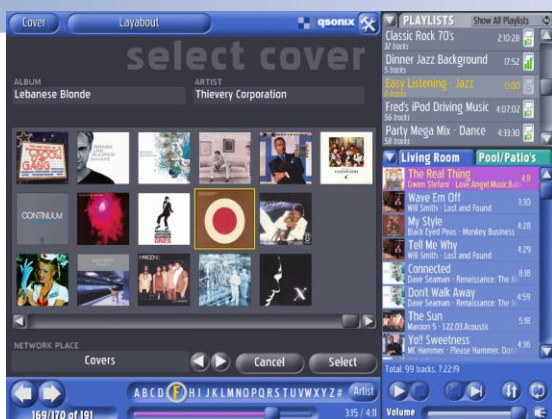 Cover
Layabout
qsonix
select cover
ALBUM
ARTIST
Lebanese Blonde
Thievery Corporation
CONTINUUM
NETWORK PLACE
Covers
Cancel
Select
169/170 of 191
A B C D F H I J K L M N O P Q R S T U V W X Y Z #
Artist
3:15 / 4:11
PLAYLISTS
Show All Playlists
Classic Rock 70's
2:10:28
32 tracks
Dinner Jazz Background
17:52
5 tracks
Easy Listening - Jazz
0:00
0 tracks
Fred's iPod Driving Music
4:07:02
56 tracks
Party Mega Mix - Dance
4:33:30
58 tracks
Living Room
Pool/Patio's
The Real Thing
4:11
Gwen Stefani - Love.Angel.Music.Bab
Wave Em Off
3:30
Will Smith - Lost and Found
My Style
4:28
Black Eyed Peas - Monkey Business
Tell Me Why
4:29
Will Smith - Lost and Found
Connected
8:18
Dave Seaman - Renaissance: The M
Don't Walk Away
4:59
Dave Seaman - Renaissance: The M
The Sun
5:18
Maroon 5 - 1.22.03.Acoustic
Yo!! Sweetness
4:36
MC Hammer - Please Hammer, Don'
Total: 99 tracks, 7:22:19
Volume